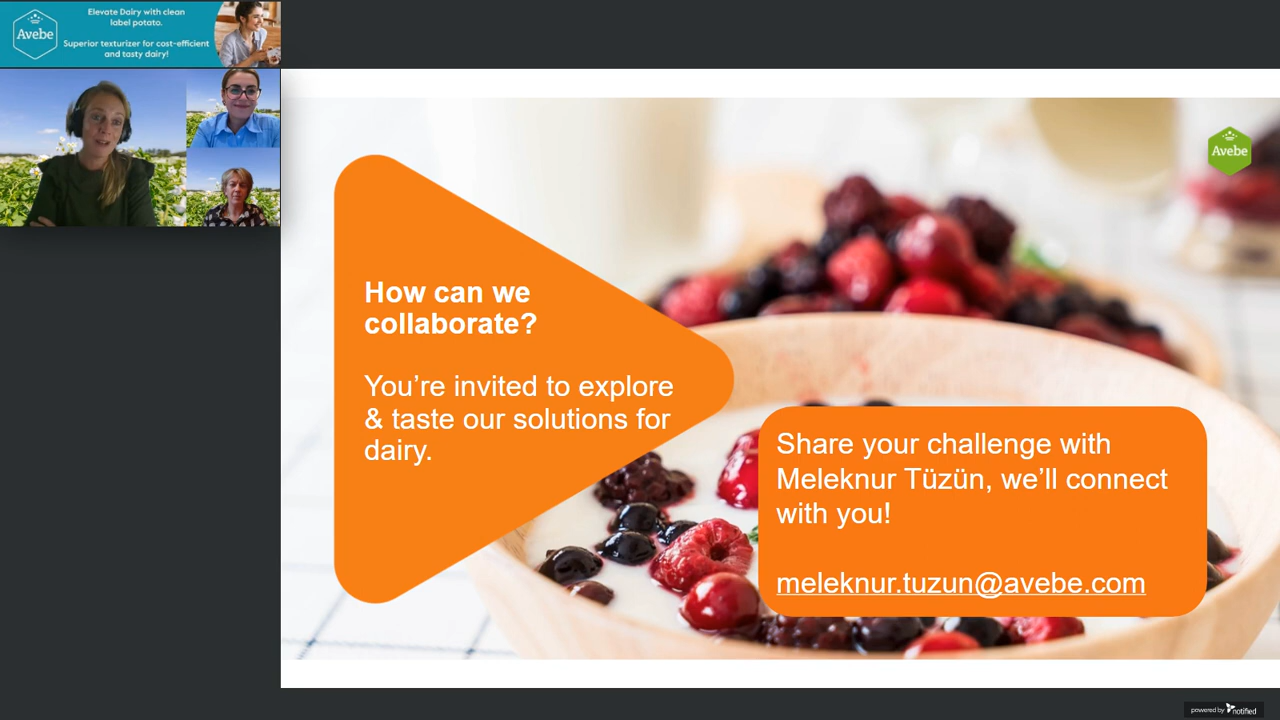 Elevate Dairy with clean
label potato.
Avebe
Superior texturizer for cost-efficient
and tasty dairy!
Avebe
How can we
collaborate?
You’re invited to explore
& taste our solutions for
dairy.
Share your challenge with
Meleknur Tüzün, we’ll connect
with you!
meleknur.tuzun@avebe.com
powered by notified